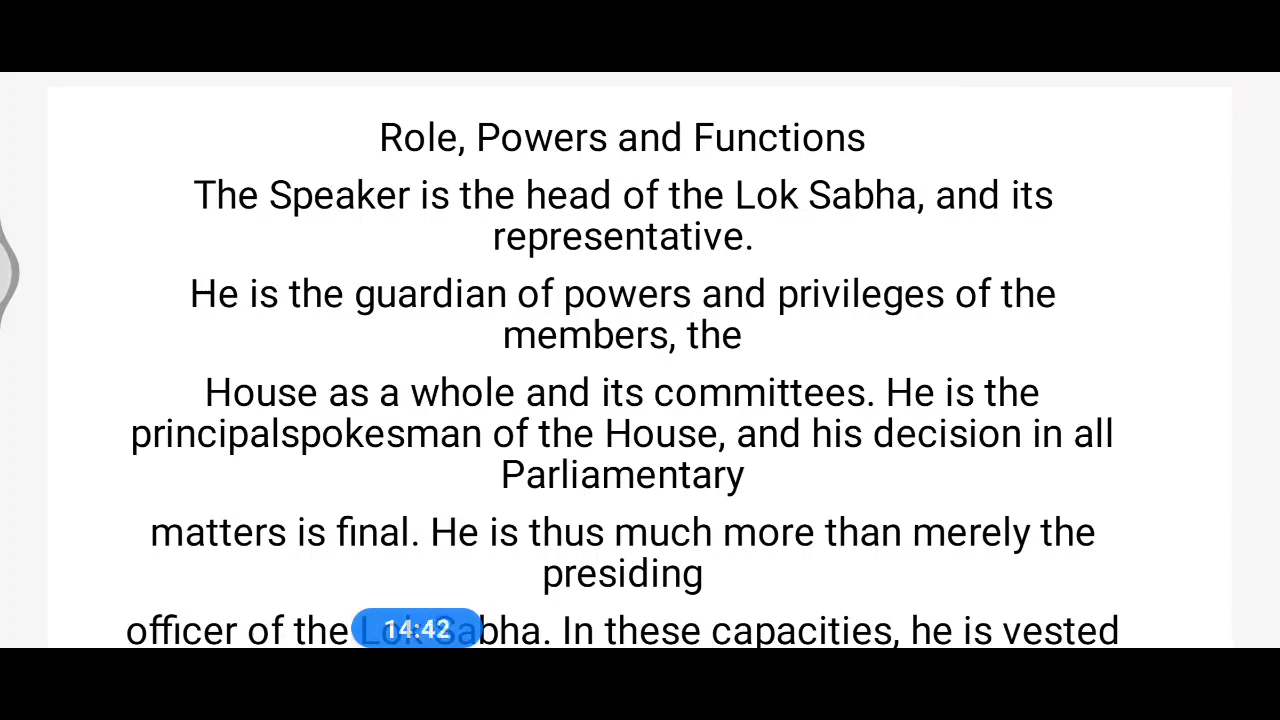 Role, Powers and Functions
The Speaker is the head of the Lok Sabha, and its
representative.
He is the guardian of powers and privileges of the
members, the
House as a whole and its committees. He is the
principalspokesman of the House, and his decision in all
Parliamentary
matters is final. He is thus much more than merely the
presiding
officer of the Lok Sabha. In these capacities, he is vested
14:42